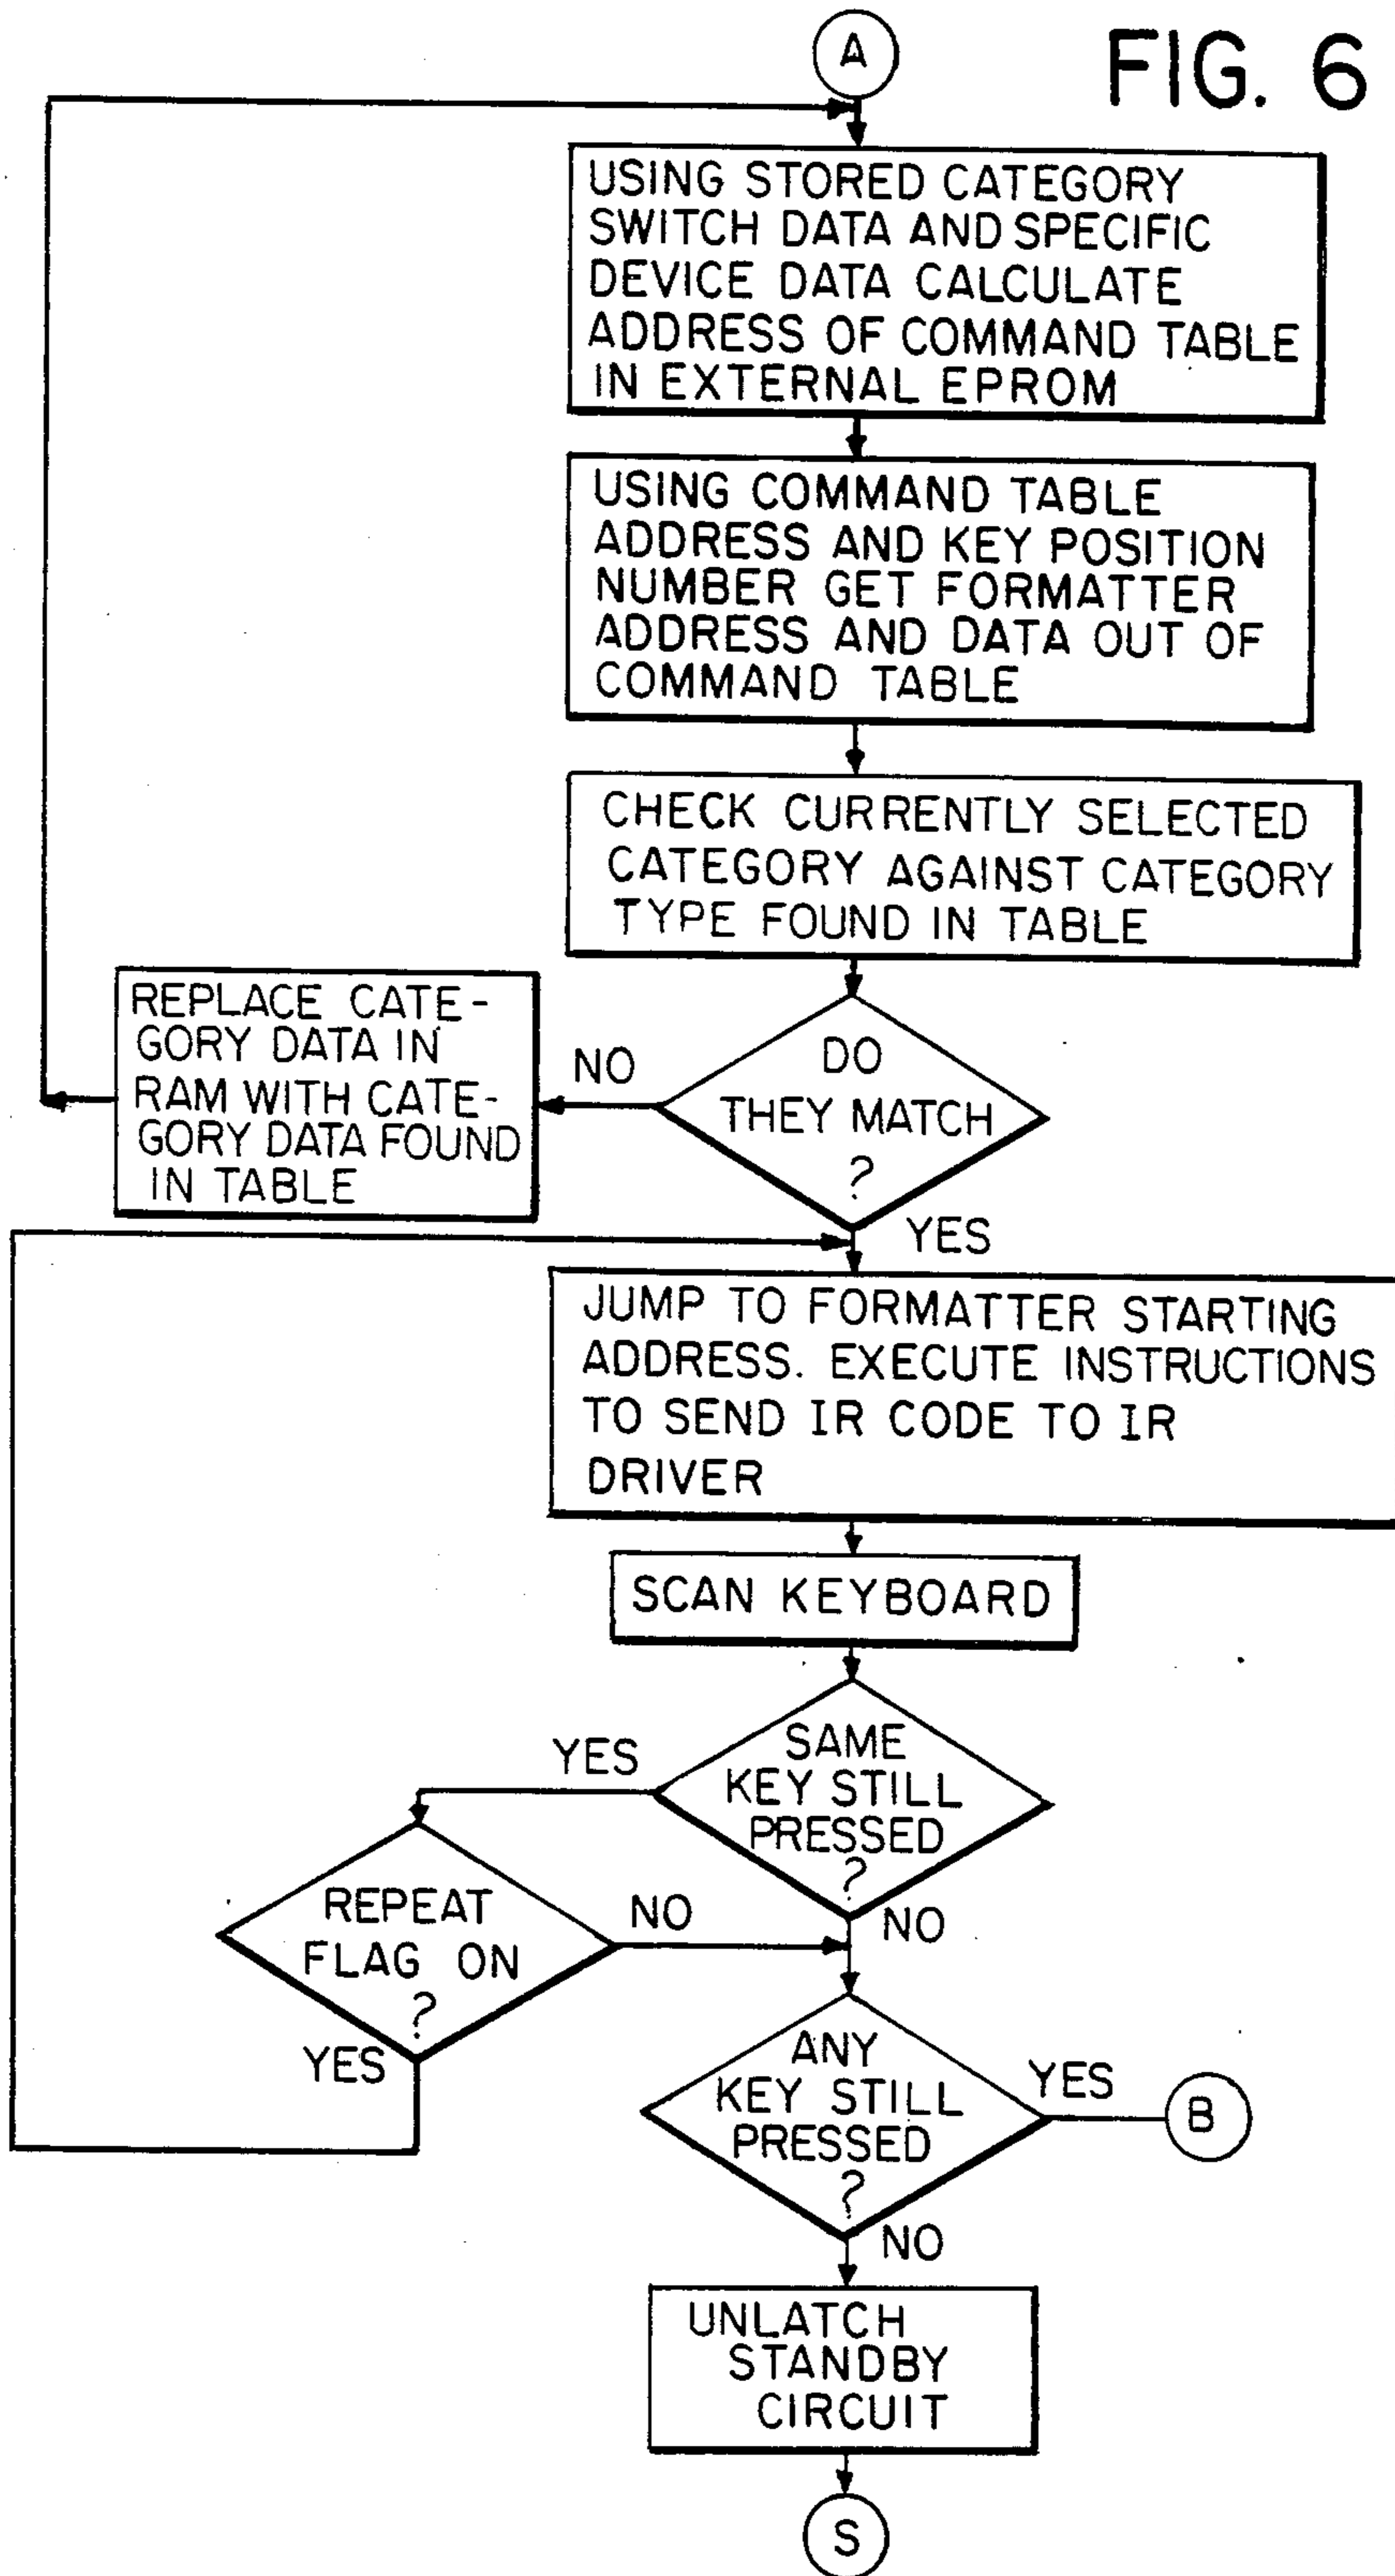 A
FIG. 6
USING STORED CATEGORY
SWITCH DATA AND SPECIFIC
DEVICE DATA CALCULATE
ADDRESS OF COMMAND TABLE
IN EXTERNAL EPROM
USING COMMAND TABLE
ADDRESS AND KEY POSITION
NUMBER GET FORMATTER
ADDRESS AND DATA OUT OF
COMMAND TABLE
CHECK CURRENTLY SELECTED
CATEGORY AGAINST CATEGORY
TYPE FOUND IN TABLE
REPLACE CATE-
GORY DATA IN
RAM WITH CATE-
GORY DATA FOUND
IN TABLE
NO
DO
THEY MATCH
?
YES
JUMP TO FORMATTER STARTING
ADDRESS. EXECUTE INSTRUCTIONS
TO SEND IR CODE TO IR
DRIVER
SCAN KEYBOARD
YES
SAME
KEY STILL
PRESSED
?
NO
REPEAT
FLAG ON
?
NO
YES
ANY
KEY STILL
PRESSED
?
YES
B
NO
UNLATCH
STANDBY
CIRCUIT
S